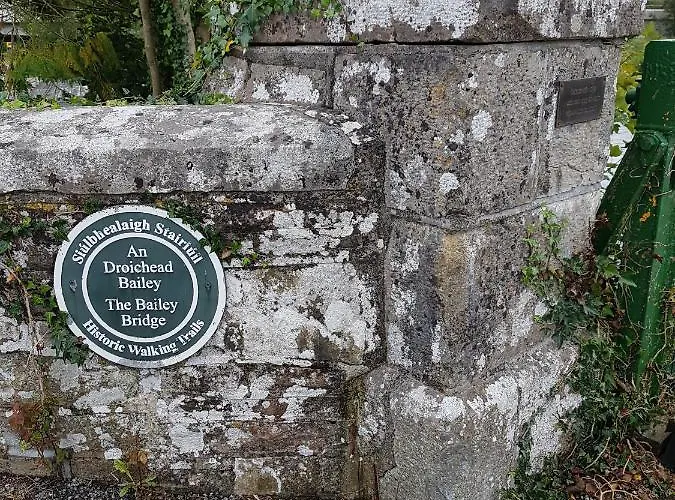 Siúlbhealaigh Stairiúil
An
Droichead
Bailey
The Bailey
Bridge
Historic Walking Trails